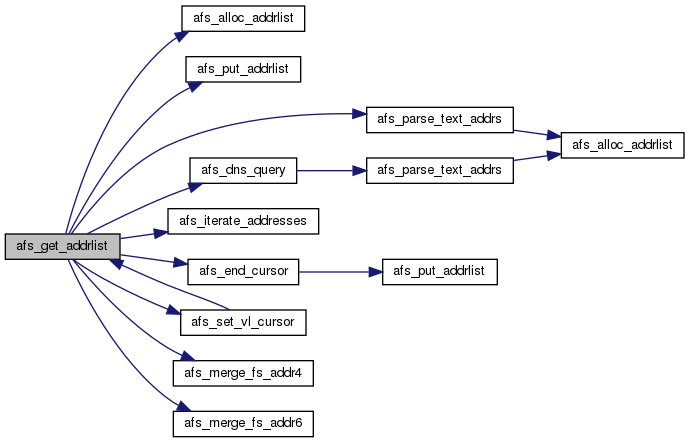 afs_alloc_addrlist
afs_put_addrlist
afs_parse_text_addrs
afs_alloc_addrlist
afs_dns_query
afs_parse_text_addrs
afs_iterate_addresses
afs_get_addrlist
afs_end_cursor
afs_put_addrlist
afs_set_vl_cursor
afs_merge_fs_addr4
afs_merge_fs_addr6